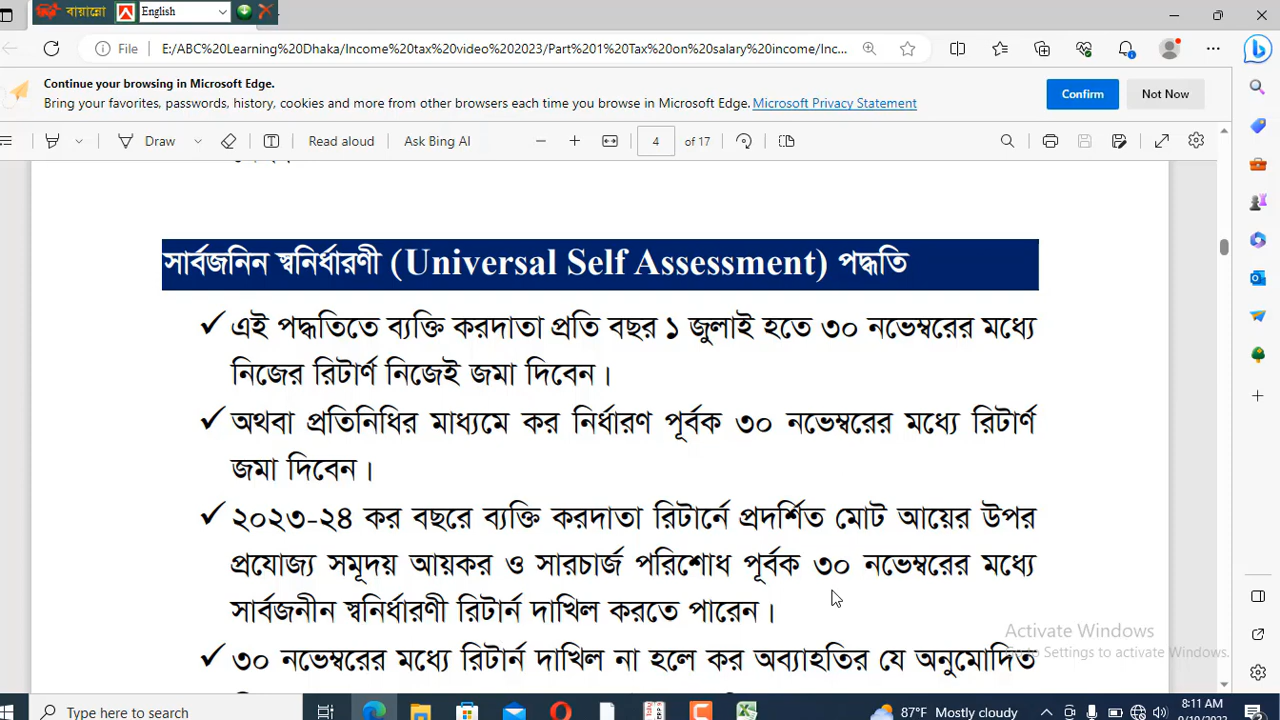 বায়ান্নো English
File E:/ABC%20Learning%20Dhaka/Income%20tax%20video%202023/Part%201%20Tax%20on%20salary%20income/Inc...
Continue your browsing in Microsoft Edge.
Bring your favorites, passwords, history, cookies and more from other browsers each time you browse in Microsoft Edge. Microsoft Privacy Statement
Confirm Not Now
Draw Read aloud Ask Bing AI 4 of 17
সার্বজনিন স্বনির্ধারণী (Universal Self Assessment) পদ্ধতি
✓ এই পদ্ধতিতে ব্যক্তি করদাতা প্রতি বছর ১ জুলাই হতে ৩০ নভেম্বরের মধ্যে
নিজের রিটার্ণ নিজেই জমা দিবেন।
✓ অথবা প্রতিনিধির মাধ্যমে কর নির্ধারণ পূর্বক ৩০ নভেম্বরের মধ্যে রিটার্ণ
জমা দিবেন।
✓ ২০২৩-২৪ কর বছরে ব্যক্তি করদাতা রিটার্নে প্রদর্শিত মোট আয়ের উপর
প্রযোজ্য সমূদয় আয়কর ও সারচার্জ পরিশোধ পূর্বক ৩০ নভেম্বরের মধ্যে
সার্বজনীন স্বনির্ধারণী রিটার্ন দাখিল করতে পারেন।
✓ ৩০ নভেম্বরের মধ্যে রিটার্ন দাখিল না হলে কর অব্যাহতির যে অনুমোদিত
Activate Windows
Go to Settings to activate Windows.
Type here to search
87°F Mostly cloudy
8:11 AM